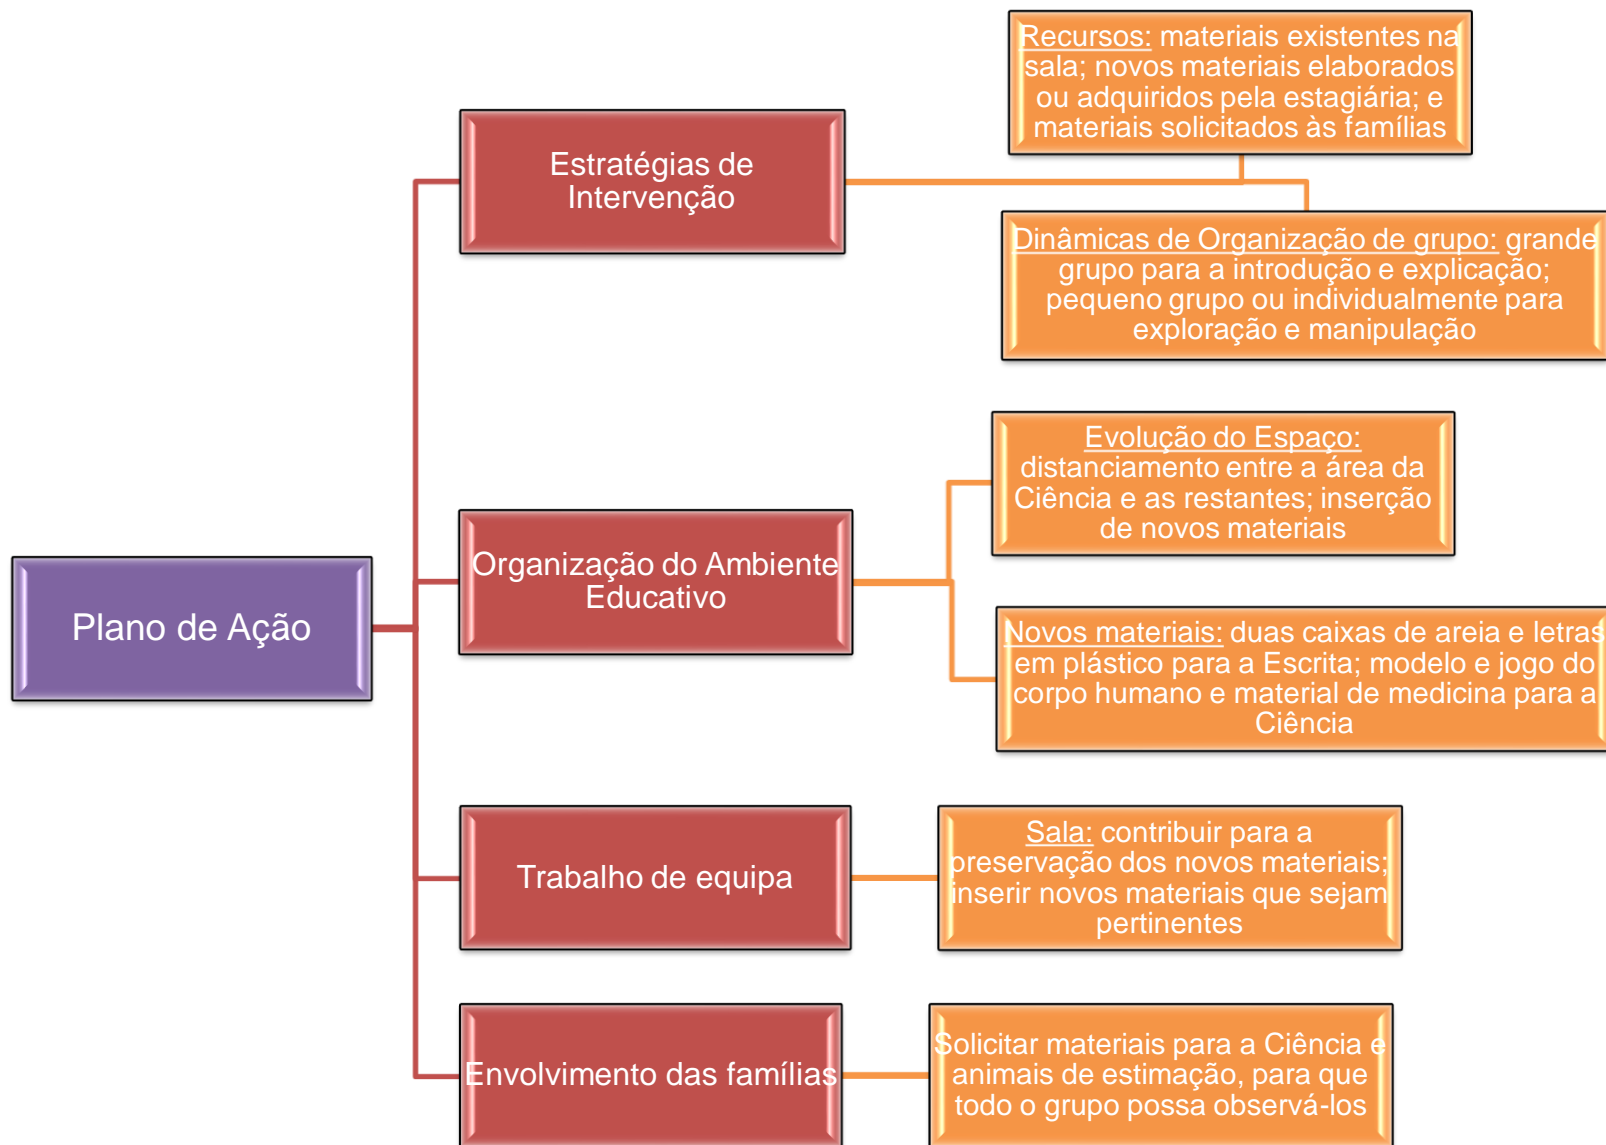 Plano de Ação
Estratégias de
Intervenção
Recursos: materiais existentes na
sala; novos materiais elaborados
ou adquiridos pela estagiária; e
materiais solicitados às famílias
Dinâmicas de Organização de grupo: grande
grupo para a introdução e explicação;
pequeno grupo ou individualmente para
exploração e manipulação
Organização do Ambiente
Educativo
Evolução do Espaço:
distanciamento entre a área da
Ciência e as restantes; inserção
de novos materiais
Novos materiais: duas caixas de areia e letras
em plástico para a Escrita; modelo e jogo do
corpo humano e material de medicina para a
Ciência
Trabalho de equipa
Sala: contribuir para a
preservação dos novos materiais;
inserir novos materiais que sejam
pertinentes
Envolvimento das famílias
Solicitar materiais para a Ciência e
animais de estimação, para que
todo o grupo possa observá-los